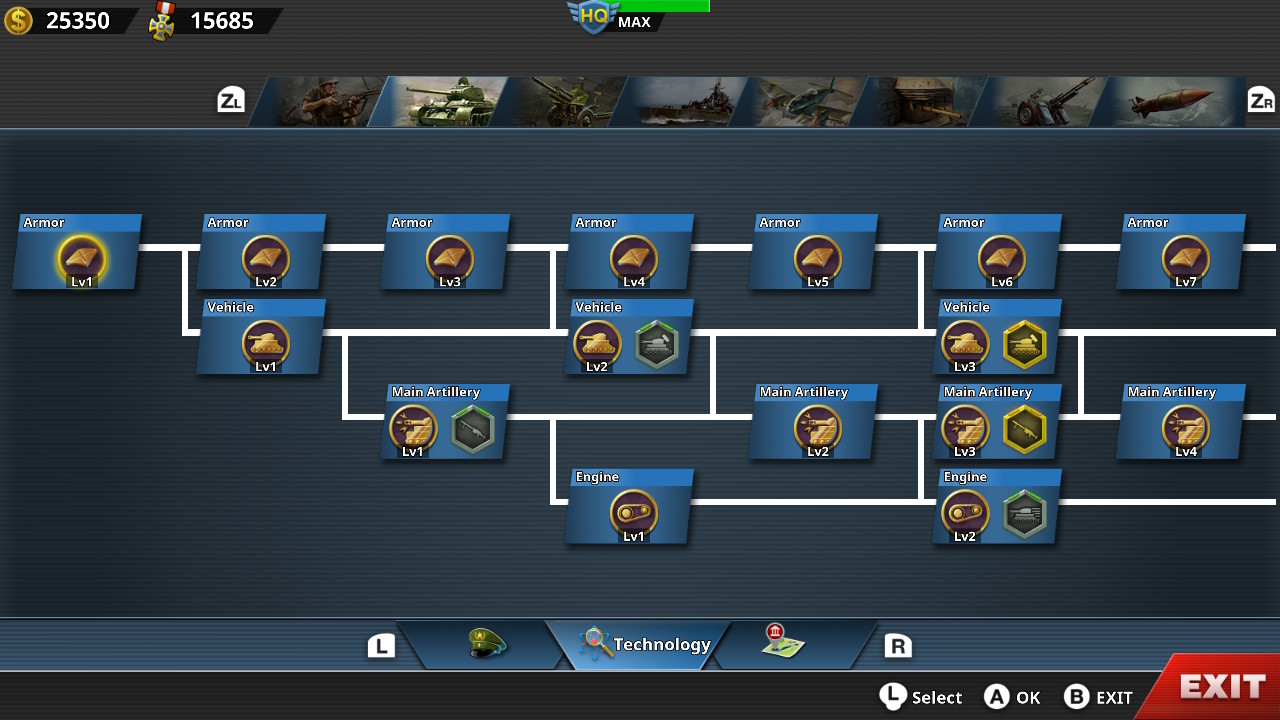 25350
15685
HQ
MAX
ZL
ZR
Armor
Lv1
Armor
Lv2
Armor
Lv3
Armor
Lv4
Armor
Lv5
Armor
Lv6
Armor
Lv7
Vehicle
Lv1
Vehicle
Lv2
Vehicle
Lv3
Main Artillery
Lv1
Main Artillery
Lv2
Main Artillery
Lv3
Main Artillery
Lv4
Engine
Lv1
Engine
Lv2
L
Technology
R
L Select
A OK
B EXIT
EXIT